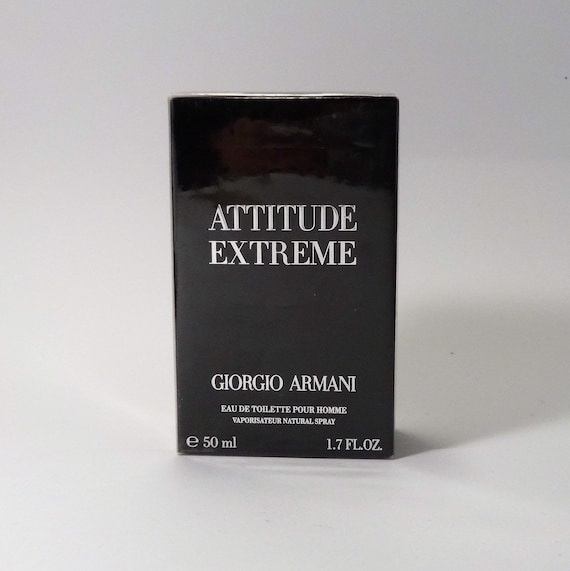 ATTITUDE
EXTREME
GIORGIO ARMANI
EAU DE TOILETTE POUR HOMME
VAPORISATEUR NATURAL SPRAY
℮ 50 ml 1.7 FL.OZ.